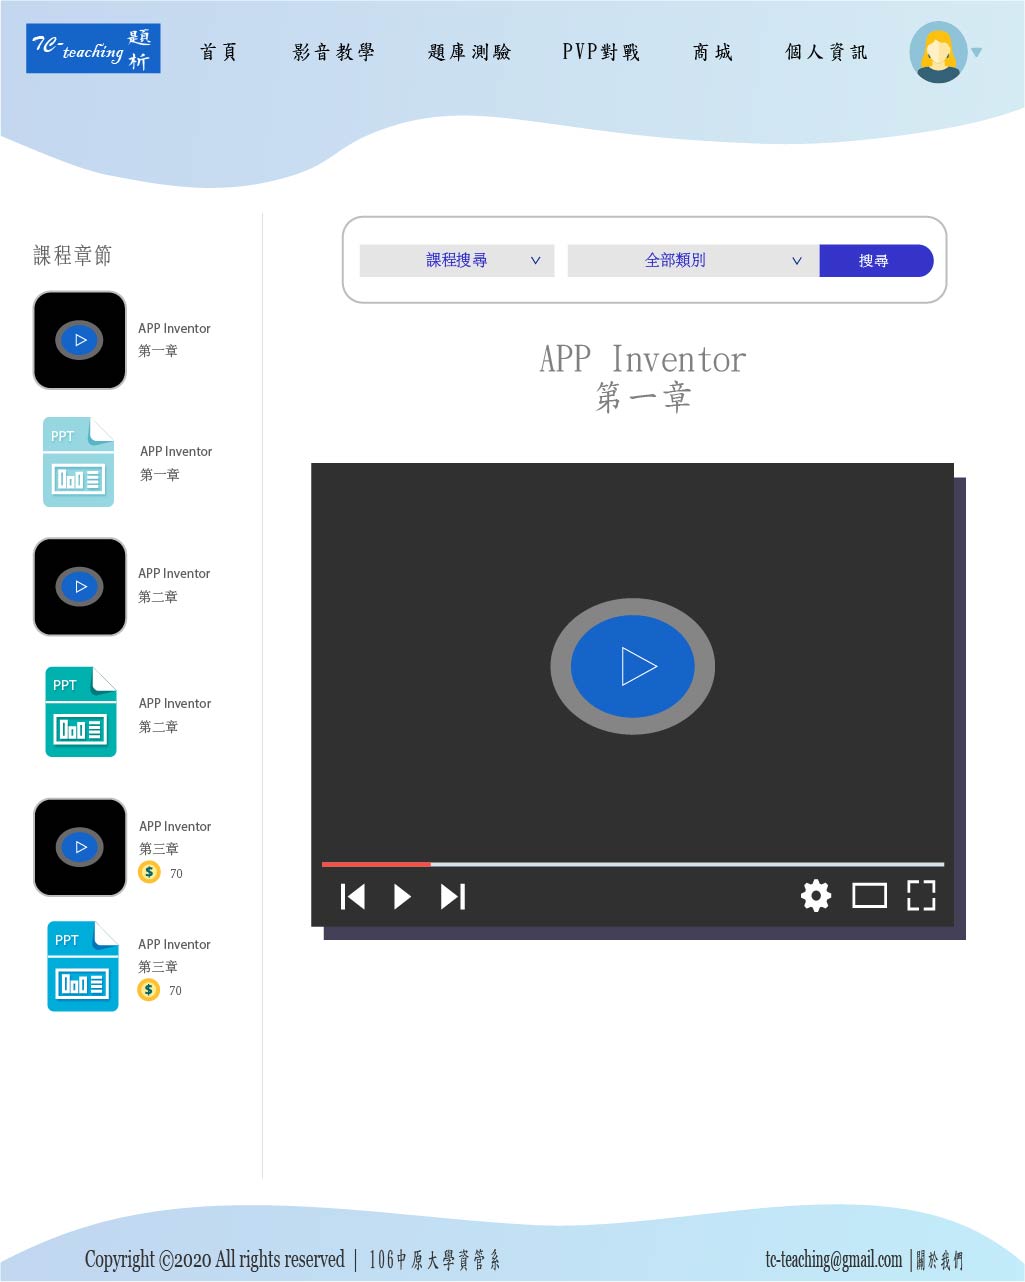 TC-teaching 題析
首頁 影音教學 題庫測驗 PVP對戰 商城 個人資訊
課程搜尋 全部類別 搜尋
課程章節
APP Inventor
第一章
PPT
APP Inventor
第一章
APP Inventor
第二章
PPT
APP Inventor
第二章
APP Inventor
第三章
$ 70
PPT
APP Inventor
第三章
$ 70
APP Inventor
第一章
Copyright ©2020 All rights reserved | 106中原大學資管系
tc-teaching@gmail.com |關於我們